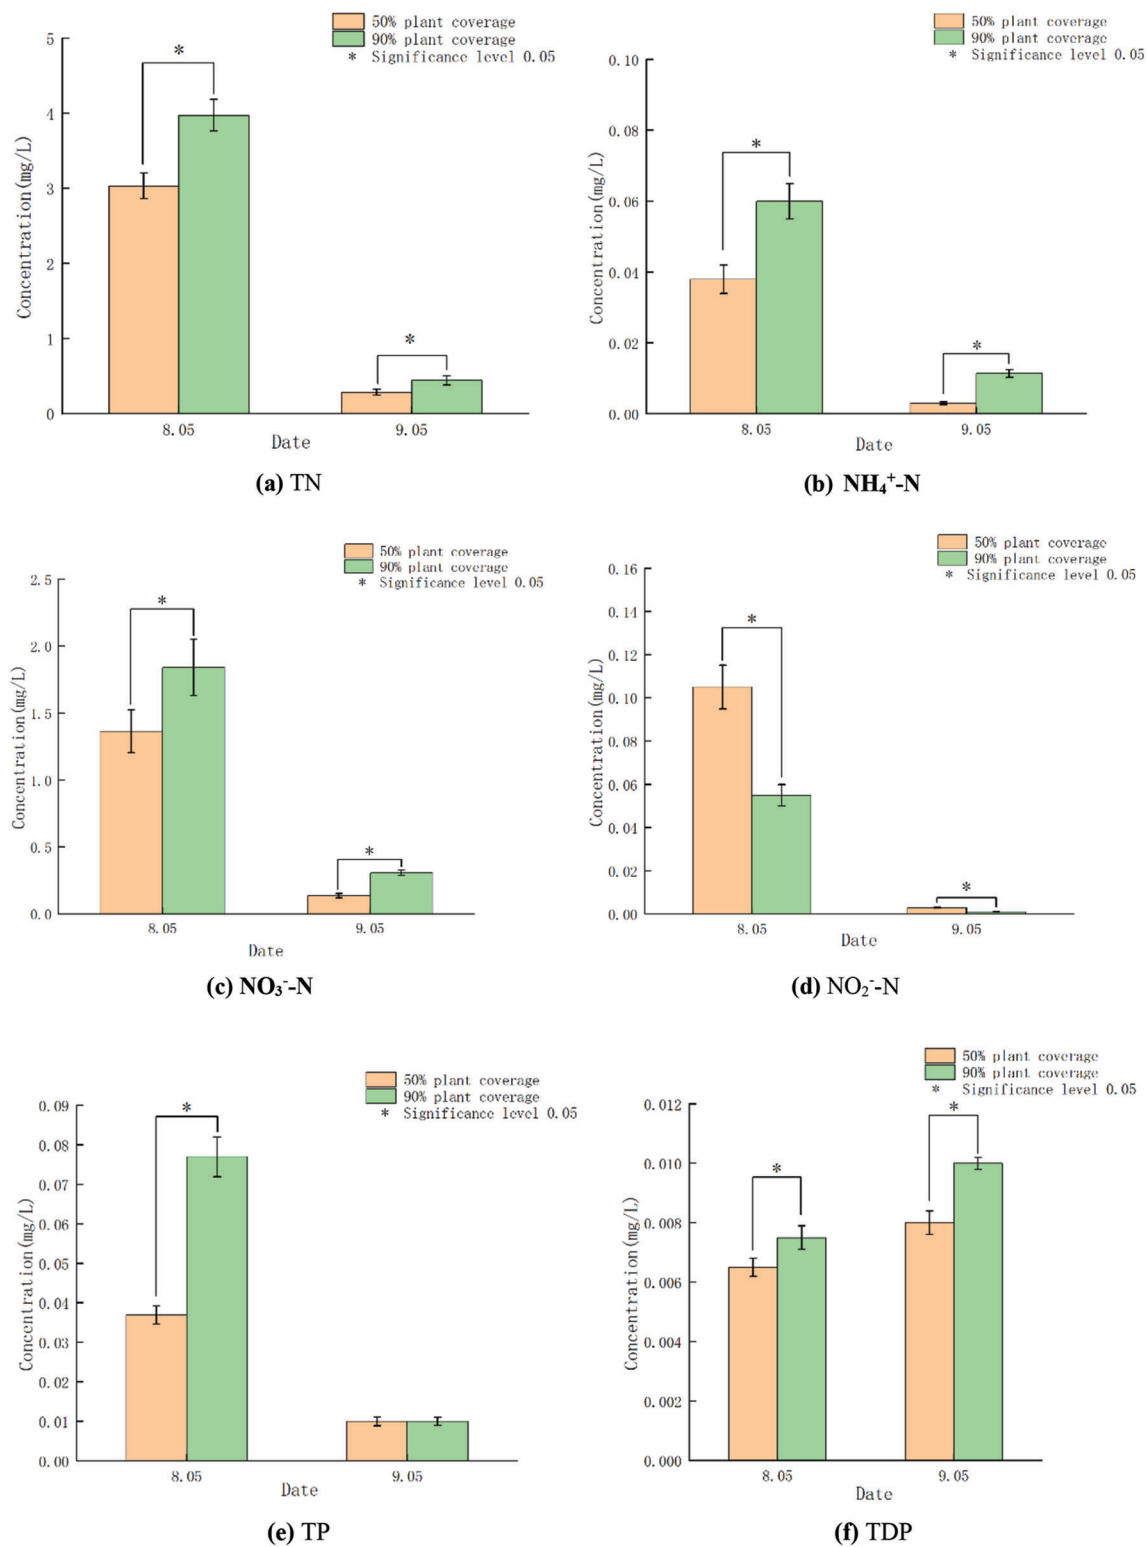 50% plant coverage
90% plant coverage
* Significance level 0.05
Concentration(mg/L)
5
4
3
2
1
0
*
*
8.05
9.05
Date
(a) TN
50% plant coverage
90% plant coverage
* Significance level 0.05
Concentration(mg/L)
0.10
0.08
0.06
0.04
0.02
0.00
*
*
8.05
9.05
Date
(b) NH₄⁺-N
50% plant coverage
90% plant coverage
* Significance level 0.05
Concentration(mg/L)
2.5
2.0
1.5
1.0
0.5
0.0
*
*
8.05
9.05
Date
(c) NO₃⁻-N
50% plant coverage
90% plant coverage
* Significance level 0.05
Concentration(mg/L)
0.16
0.14
0.12
0.10
0.08
0.06
0.04
0.02
0.00
*
*
8.05
9.05
Date
(d) NO₂⁻-N
50% plant coverage
90% plant coverage
* Significance level 0.05
Concentration(mg/L)
0.09
0.08
0.07
0.06
0.05
0.04
0.03
0.02
0.01
0.00
*
8.05
9.05
Date
(e) TP
50% plant coverage
90% plant coverage
* Significance level 0.05
Concentration(mg/L)
0.012
0.010
0.008
0.006
0.004
0.002
0.000
*
*
8.05
9.05
Date
(f) TDP